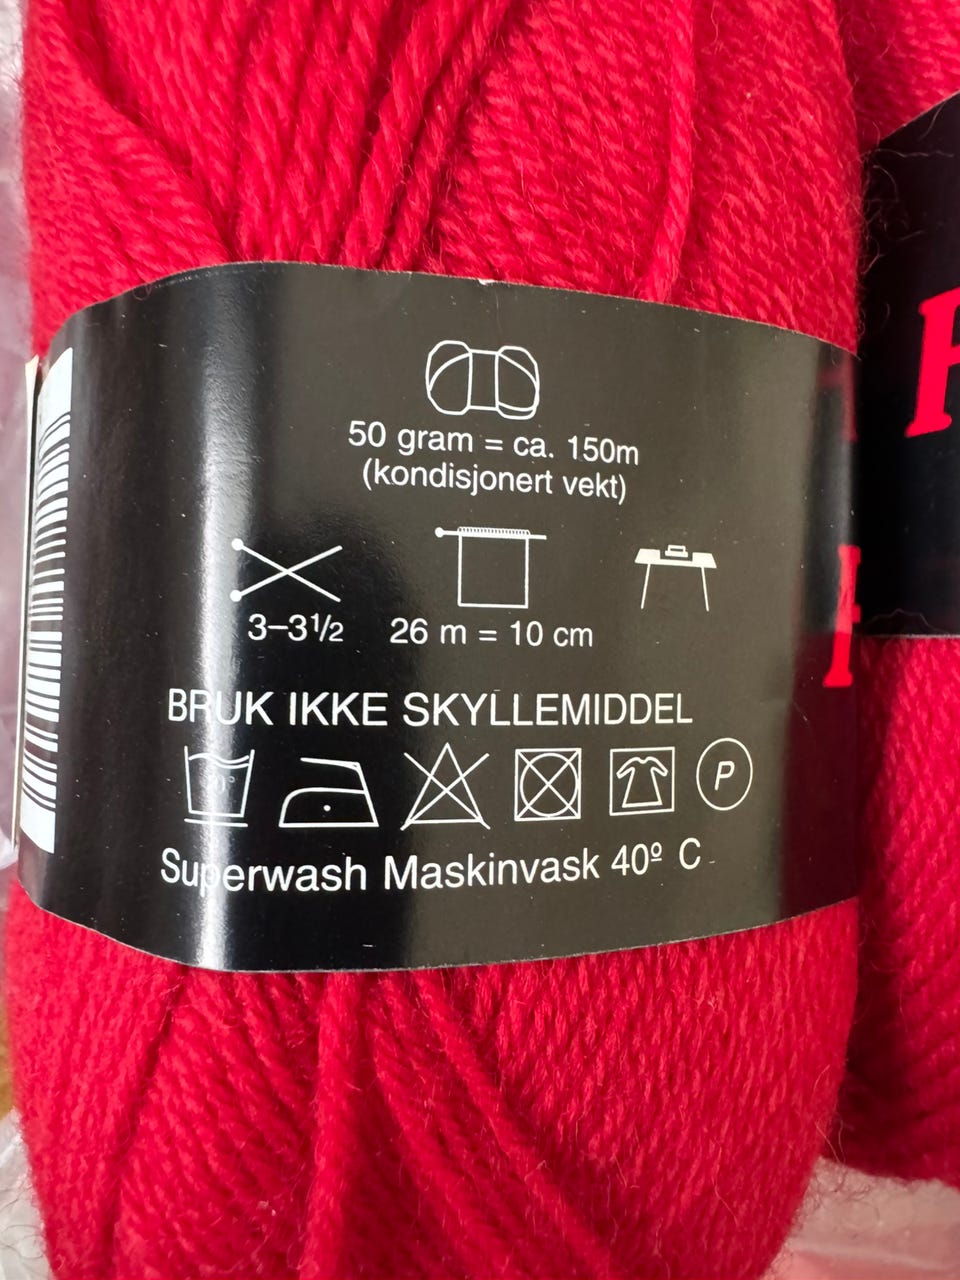 50 gram = ca. 150m
(kondisjonert vekt)
3–3½
26 m = 10 cm
BRUK IKKE SKYLLEMIDDEL
P
Superwash Maskinvask 40º C